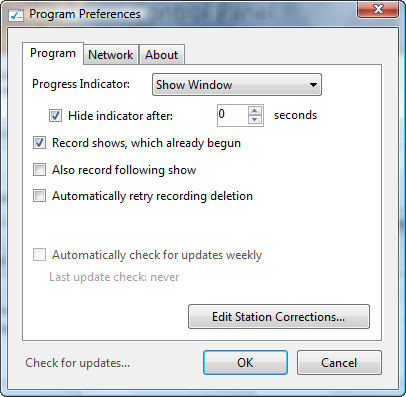 Program Preferences
Program Network About
Progress Indicator: Show Window
Hide indicator after: 0 seconds
Record shows, which already begun
Also record following show
Automatically retry recording deletion
Automatically check for updates weekly
Last update check: never
Edit Station Corrections...
Check for updates... OK Cancel